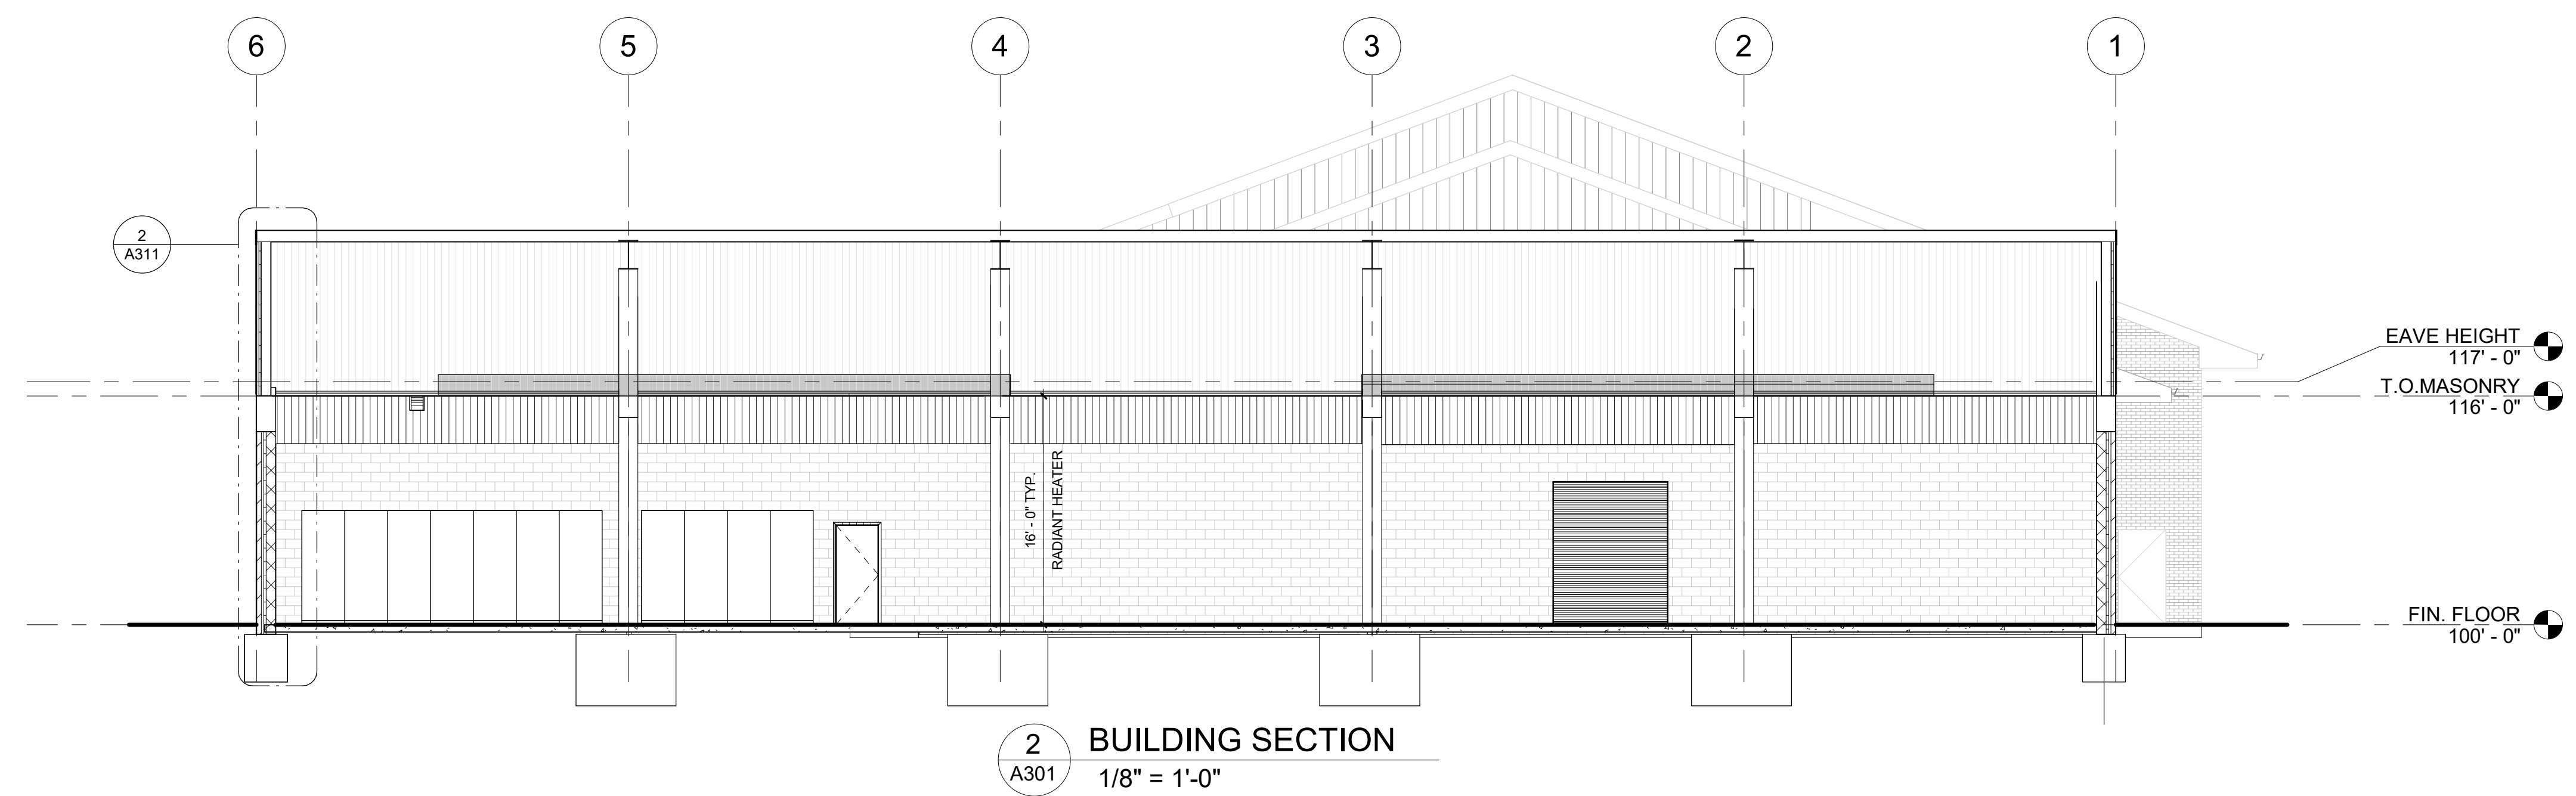 6
5
4
3
2
1
2
A311
EAVE HEIGHT
117' - 0"
T.O.MASONRY
116' - 0"
16' - 0" TYP.
RADIANT HEATER
FIN. FLOOR
100' - 0"
2
A301
BUILDING SECTION
1/8" = 1'-0"